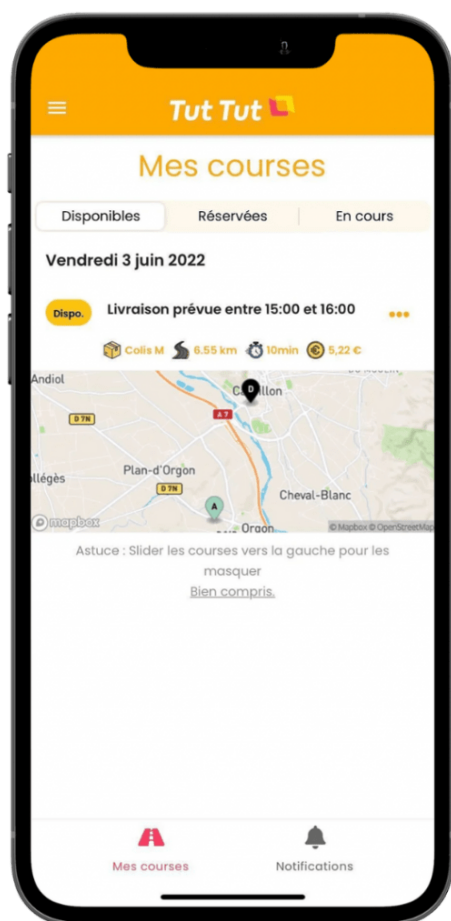 Tut Tut
Mes courses
Disponibles Réservées En cours
Vendredi 3 juin 2022
Dispo. Livraison prévue entre 15:00 et 16:00
Colis M 6.55 km 10min 5,22 €
Andiol
D
D 7N
A 7
Plan-d'Orgon
D 7N
Cheval-Blanc
A
Orgon
mapbox
© Mapbox © OpenStreetMap
Astuce : Slider les courses vers la gauche pour les
masquer
Bien compris.
Mes courses Notifications